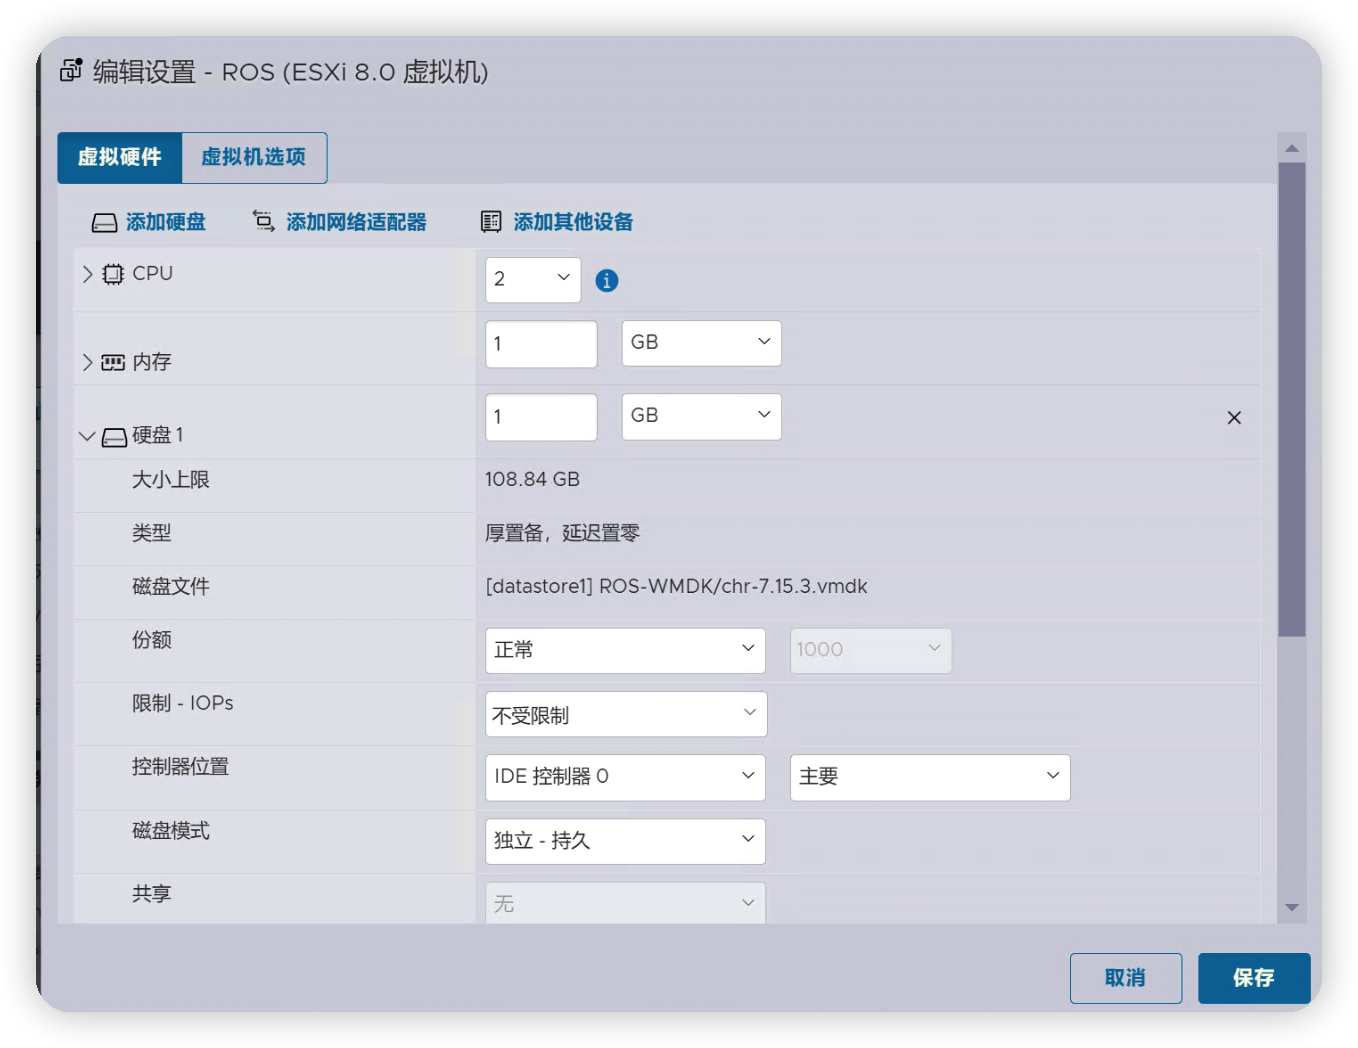 编辑设置 - ROS (ESXi 8.0 虚拟机)
虚拟硬件 虚拟机选项
添加硬盘 添加网络适配器 添加其他设备
CPU 2
内存 1 GB
硬盘 1 1 GB
大小上限 108.84 GB
类型 厚置备，延迟置零
磁盘文件 [datastore1] ROS-WMDK/chr-7.15.3.vmdk
份额 正常 1000
限制 - IOPs 不受限制
控制器位置 IDE 控制器 0 主要
磁盘模式 独立 - 持久
共享 无
取消 保存